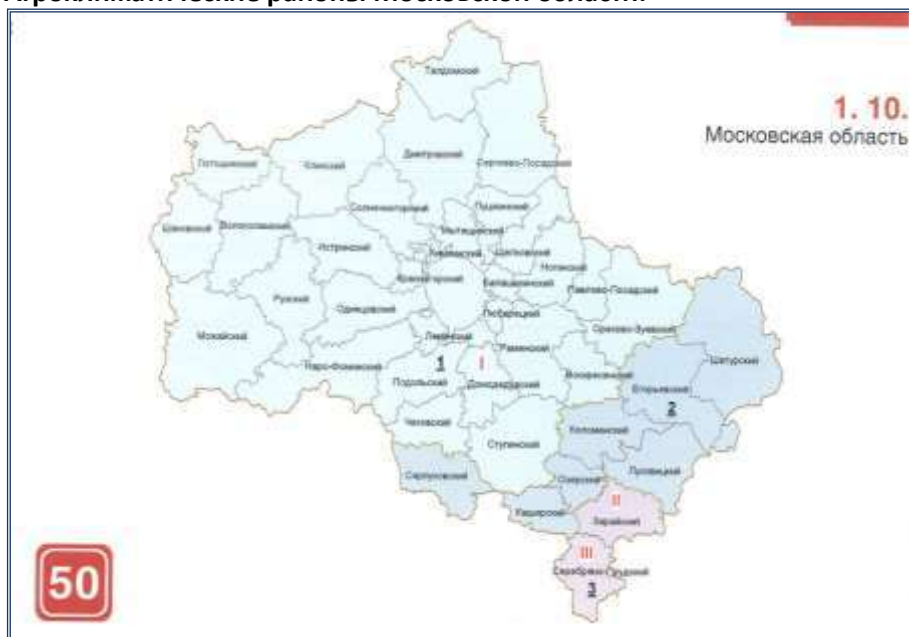 Агроклиматические районы Московской области
1. 10.
Московская область
Талдомский
Лотошинский
Клинский
Дмитровский
Сергиево-Посадский
Шаховской
Волоколамский
Солнечногорский
Пушкинский
Мытищинский
Истринский
Химкинский
Щелковский
Ногинский
Красногорский
Балашихинский
Павлово-Посадский
Рузский
Одинцовский
Люберецкий
Можайский
Ленинский
Раменский
Орехово-Зуевский
1
I
Наро-Фоминский
Подольский
Домодедовский
Воскресенский
Егорьевский
Шатурский
2
Чеховский
Ступинский
Коломенский
Серпуховский
Озерский
Луховицкий
Каширский
II
Зарайский
III
Серебряно-Прудский
50